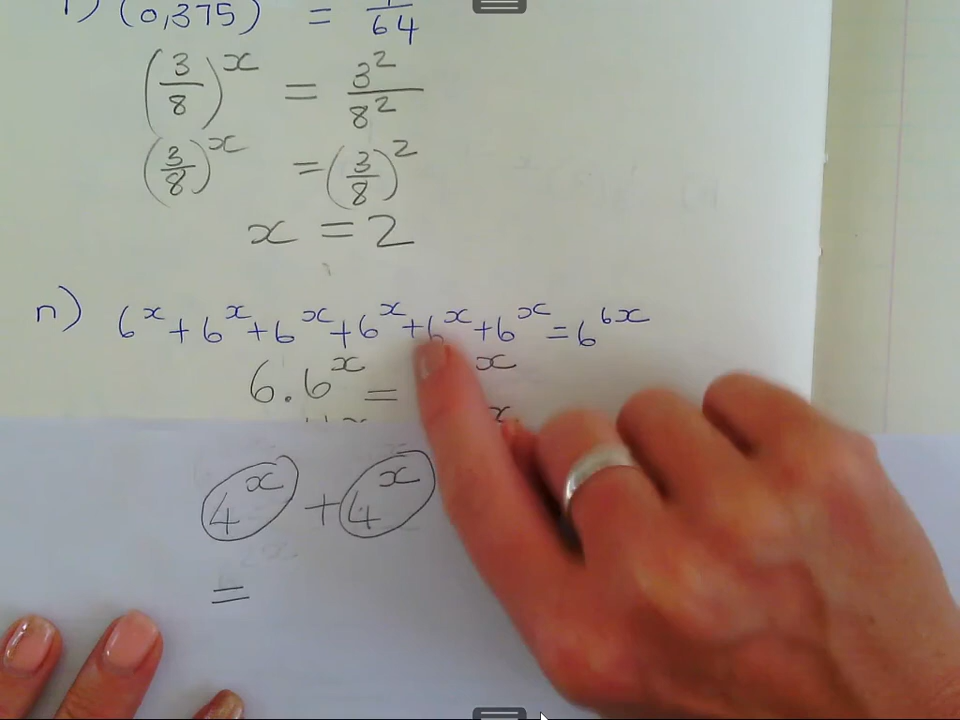 (0,375) = /64
(3/8)^x = 3^2/8^2
(3/8)^x = (3/8)^2
x = 2
n) 6^x + 6^x + 6^x + 6^x + 6^x + 6^x = 6^6x
6.6^x = x
x
4^x + 4^x
=